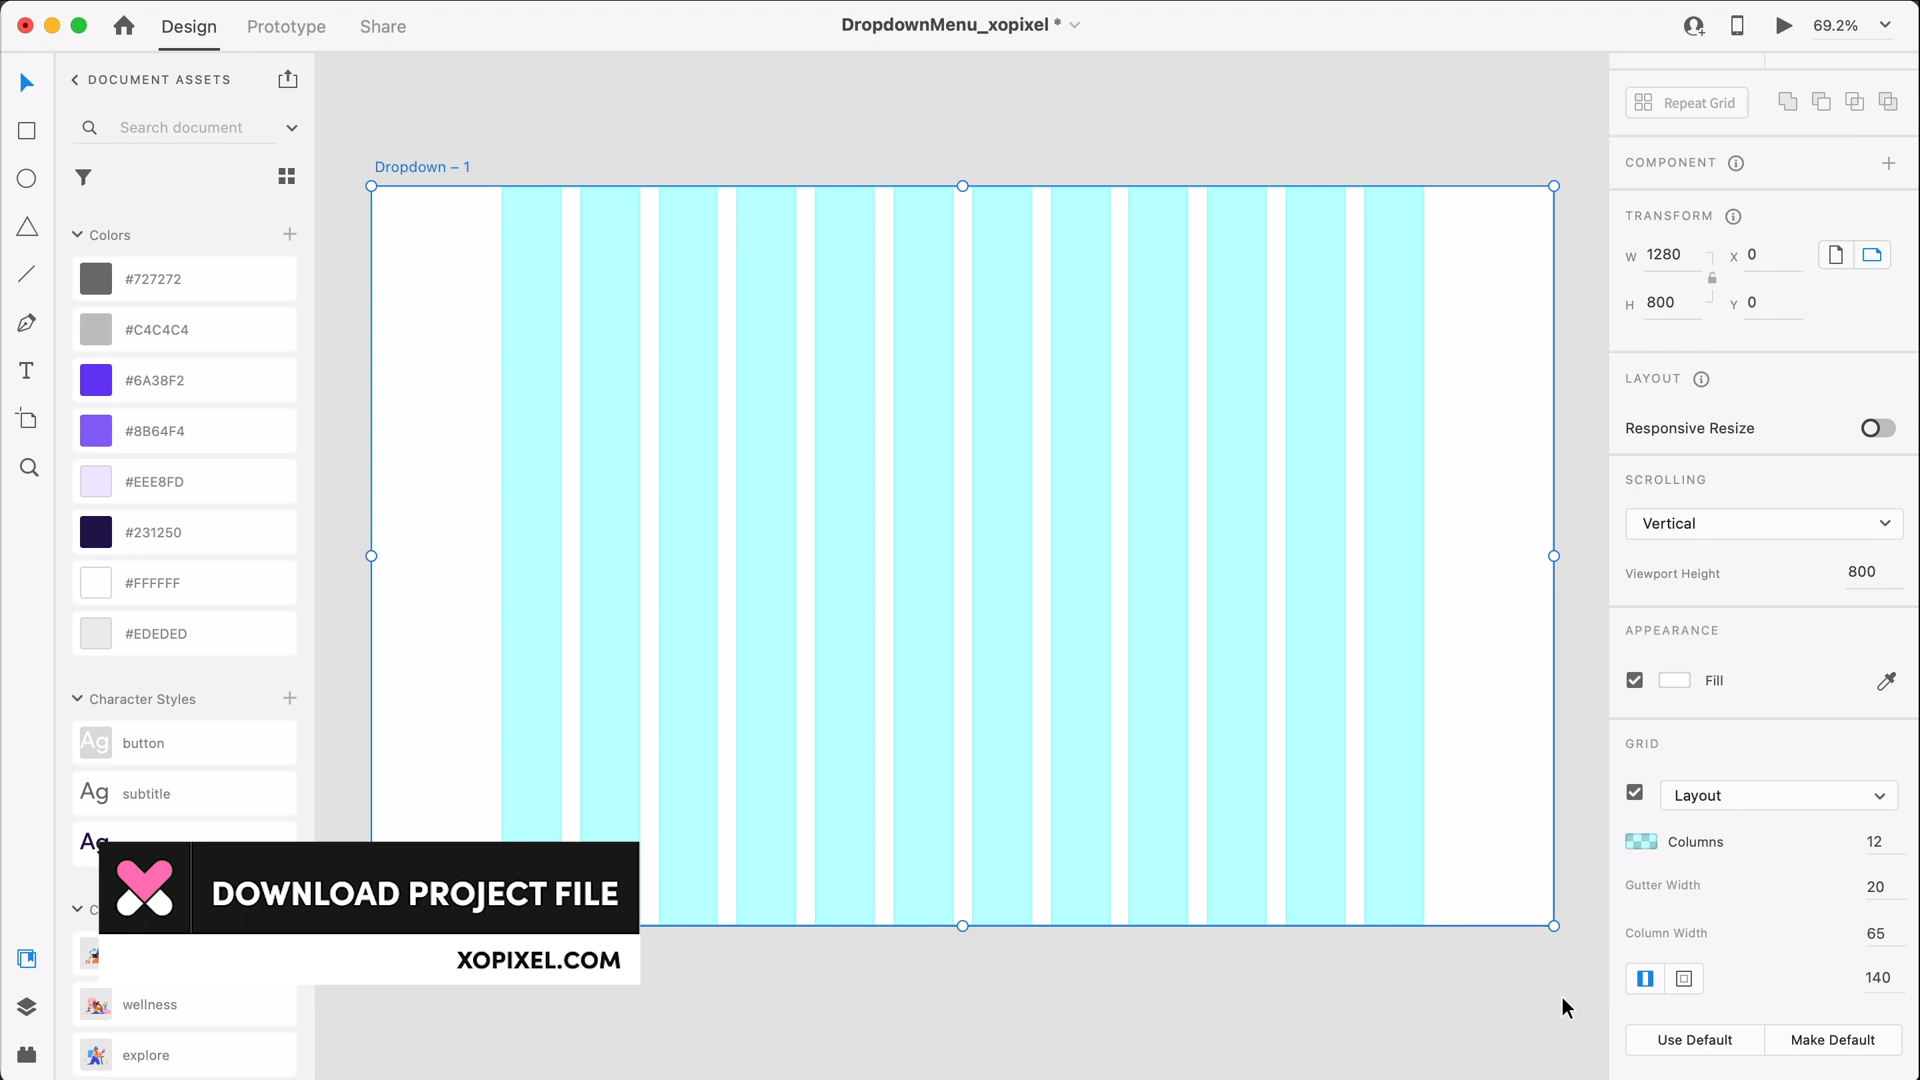 Design
Prototype
Share
DropdownMenu_xopixel *
69.2%
DOCUMENT ASSETS
Search document
Colors
#727272
#C4C4C4
#6A38F2
#8B64F4
#EEE8FD
#231250
#FFFFFF
#EDEDED
Character Styles
Ag button
Ag subtitle
Ag
C
wellness
explore
Dropdown – 1
DOWNLOAD PROJECT FILE
XOPIXEL.COM
Repeat Grid
COMPONENT
TRANSFORM
W 1280 X 0
H 800 Y 0
LAYOUT
Responsive Resize
SCROLLING
Vertical
Viewport Height 800
APPEARANCE
Fill
GRID
Layout
Columns 12
Gutter Width 20
Column Width 65
140
Use Default Make Default